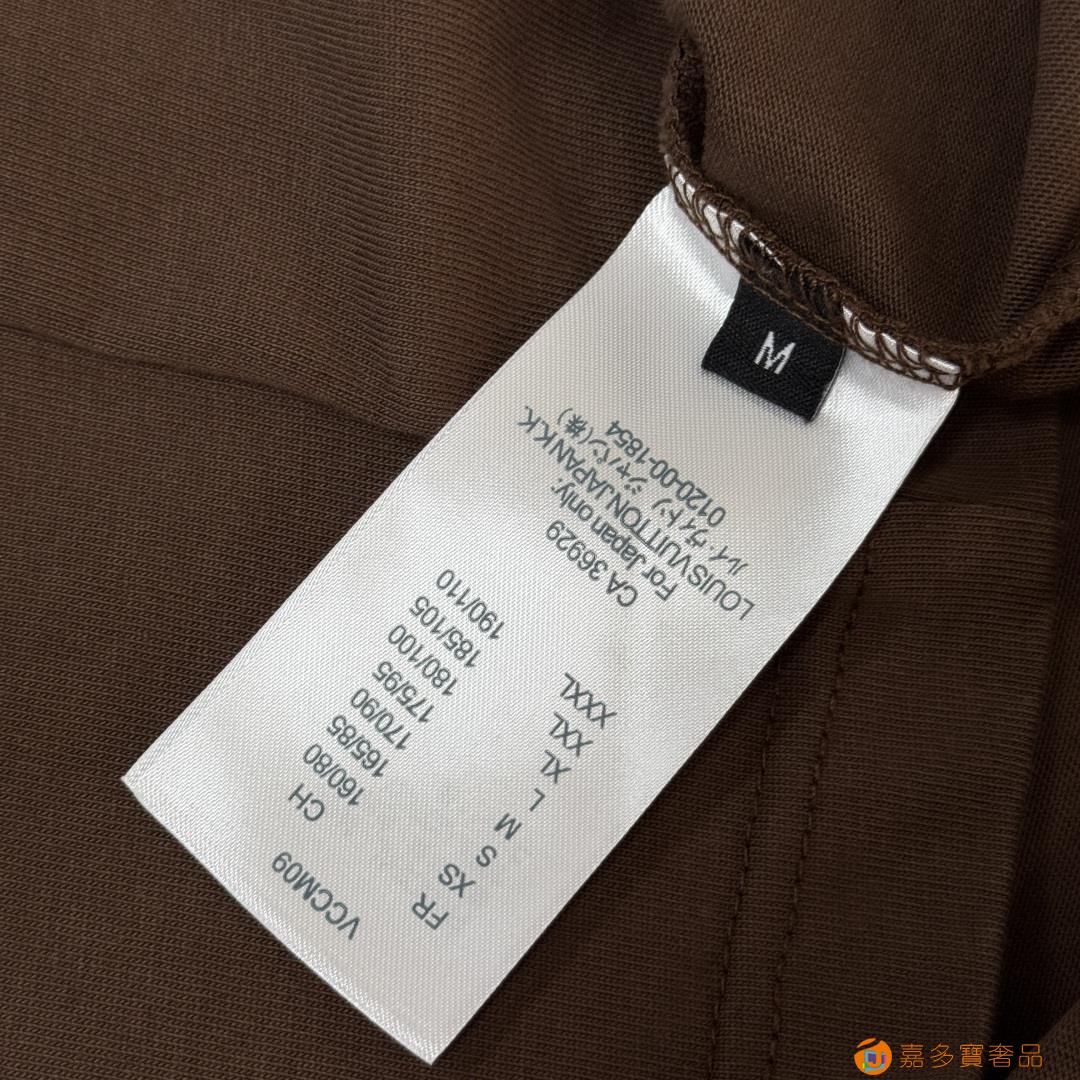 M
VCCM09
FR CH
XS 160/80
S 165/85
M 170/90
L 175/95
XL 180/100
XXL 185/105
XXXL 190/110
CA 36929
For Japan only:
LOUIS VUITTON JAPAN K.K.
ルイ・ヴィトン ジャパン(株)
0120-00-1854
嘉多寶奢品